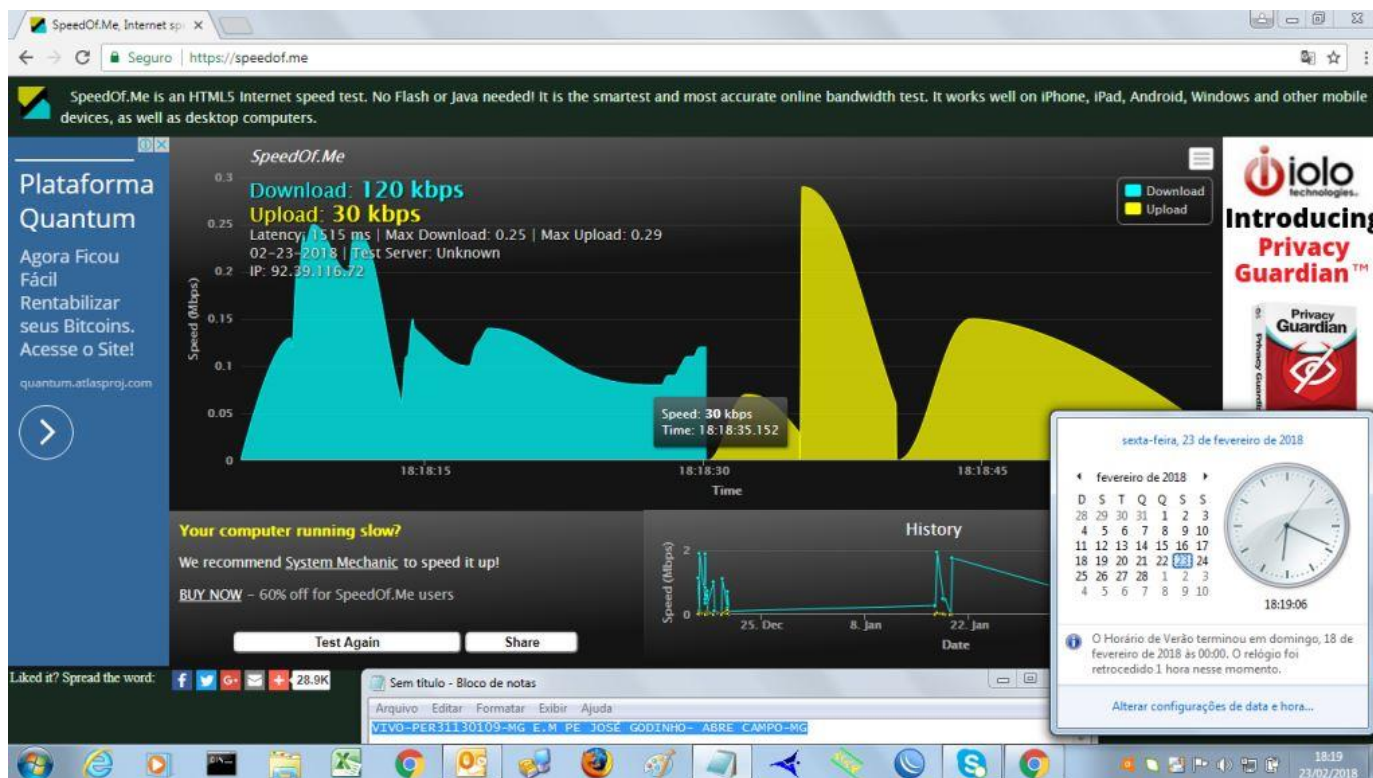 SpeedOf.Me, Internet sp
Seguro | https://speedof.me
SpeedOf.Me is an HTML5 Internet speed test. No Flash or Java needed! It is the smartest and most accurate online bandwidth test. It works well on iPhone, iPad, Android, Windows and other mobile
devices, as well as desktop computers.
Plataforma
Quantum
Agora Ficou
Fácil
Rentabilizar
seus Bitcoins.
Acesse o Site!
quantum.atlasproj.com
SpeedOf.Me
Download: 120 kbps
Upload: 30 kbps
Latency: 1515 ms | Max Download: 0.25 | Max Upload: 0.29
02-23-2018 | Test Server: Unknown
IP: 92.39.116.72
Download
Upload
Speed (Mbps)
0.3
0.25
0.2
0.15
0.1
0.05
0
Speed: 30 kbps
Time: 18:18:35.152
18:18:15
18:18:30
18:18:45
Time
iolo
technologies
Introducing
Privacy
Guardian™
Privacy
Guardian
Privacy Guardian
Your computer running slow?
We recommend System Mechanic to speed it up!
BUY NOW – 60% off for SpeedOf.Me users
Test Again
Share
History
Speed (Mbps)
2
0
25. Dec
8. Jan
22. Jan
Date
sexta-feira, 23 de fevereiro de 2018
fevereiro de 2018
D S T Q Q S S
28 29 30 31 1 2 3
4 5 6 7 8 9 10
11 12 13 14 15 16 17
18 19 20 21 22 23 24
25 26 27 28 1 2 3
4 5 6 7 8 9 10
18:19:06
O Horário de Verão terminou em domingo, 18 de
fevereiro de 2018 às 00:00. O relógio foi
retrocedido 1 hora nesse momento.
Alterar configurações de data e hora...
Liked it? Spread the word:
28.9K
Sem título - Bloco de notas
Arquivo Editar Formatar Exibir Ajuda
VIVO-PER31130109-MG E.M PE JOSÉ GODINHO- ABRE CAMPO-MG
18:19
23/02/2018